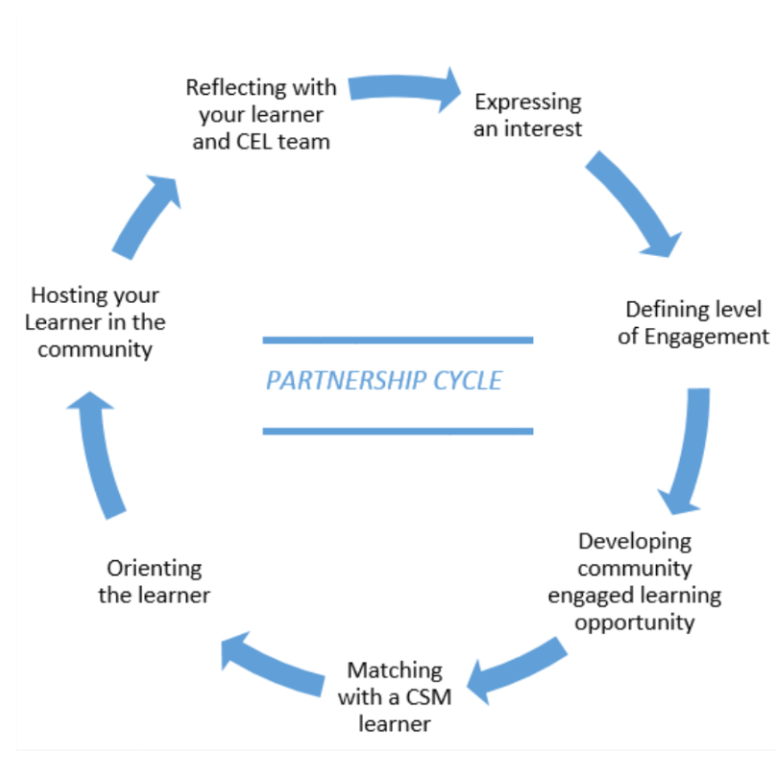 Reflecting with
your learner
and CEL team
Expressing
an interest
Defining level
of Engagement
Developing
community
engaged learning
opportunity
Matching
with a CSM
learner
Orienting
the learner
Hosting your
Learner in the
community
PARTNERSHIP CYCLE